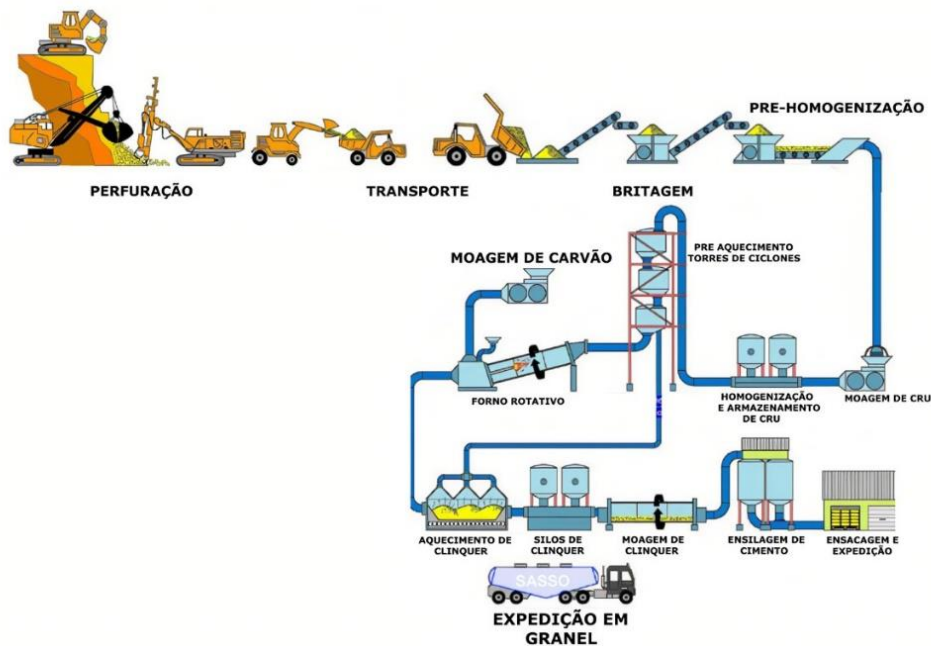 PRE-HOMOGENIZAÇÃO
PERFURAÇÃO
TRANSPORTE
BRITAGEM
PRE AQUECIMENTO
TORRES DE CICLONES
MOAGEM DE CARVÃO
FORNO ROTATIVO
HOMOGENIZAÇÃO
E ARMAZENAMENTO
DE CRU
MOAGEM DE CRU
AQUECIMENTO DE
CLINQUER
SILOS DE
CLINQUER
MOAGEM DE
CLINQUER
ENSILAGEM DE
CIMENTO
ENSACAGEM E
EXPEDIÇÃO
SASSO
EXPEDIÇÃO EM
GRANEL